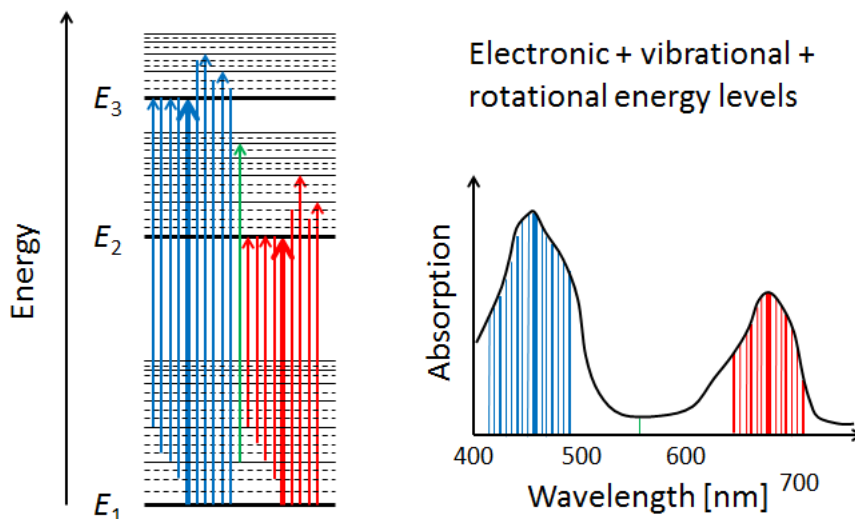 Energy
E3
E2
E1
Electronic + vibrational +
rotational energy levels
Absorption
400 500 600 700
Wavelength [nm]